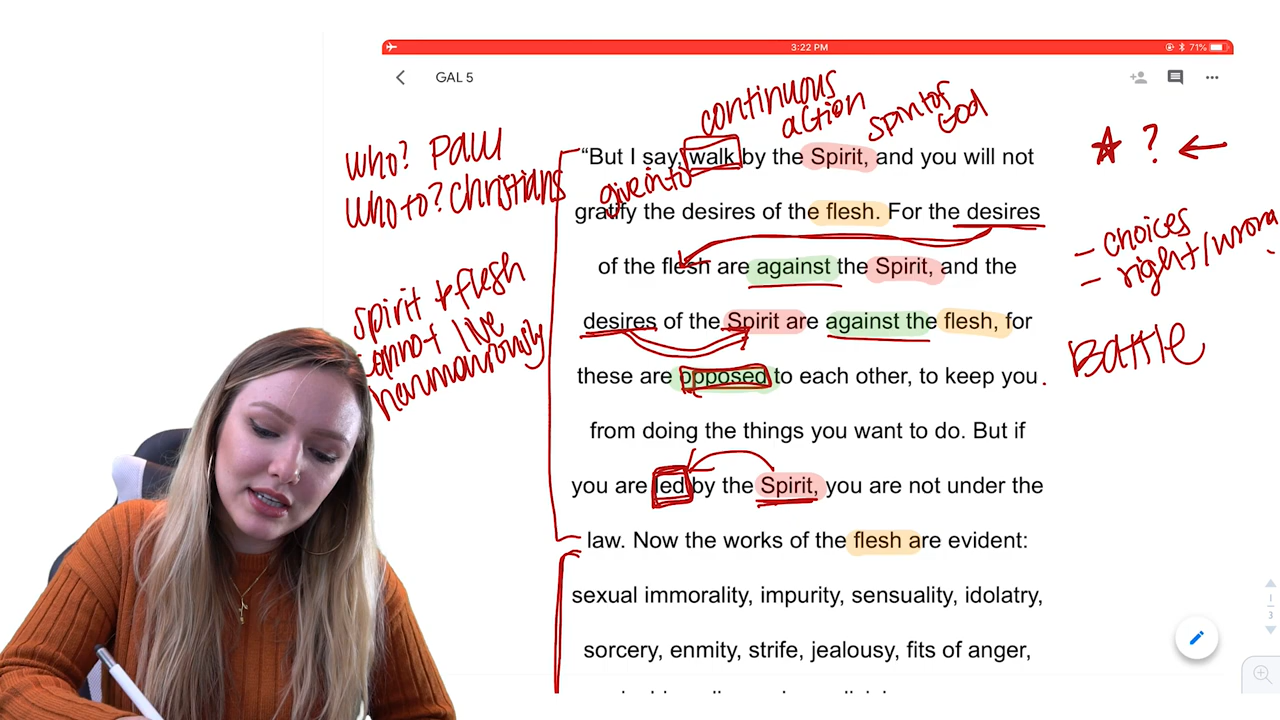 3:22 PM
71%
GAL 5
continuous
action
spirit of
God
who? Paul
who to? Christians
“But I say, walk by the Spirit, and you will not
give into
gratify the desires of the flesh. For the desires
of the flesh are against the Spirit, and the
desires of the Spirit are against the flesh, for
these are opposed to each other, to keep you
from doing the things you want to do. But if
you are led by the Spirit, you are not under the
law. Now the works of the flesh are evident:
sexual immorality, impurity, sensuality, idolatry,
sorcery, enmity, strife, jealousy, fits of anger,
spirit & flesh
cannot live
harmoniously
★ ? ←
- choices
- right/wrong
Battle
1
3